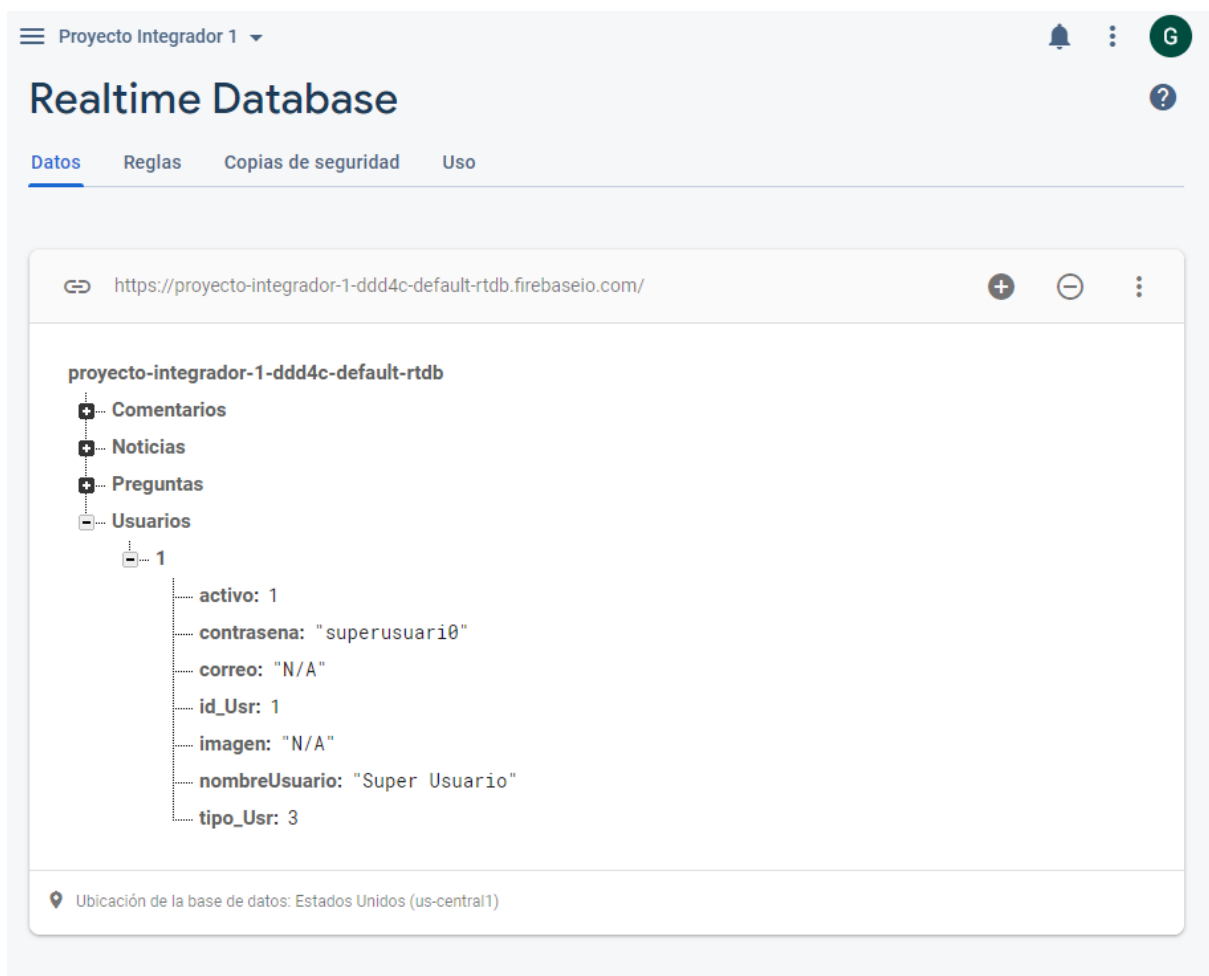 Proyecto Integrador 1
G
Realtime Database
?
Datos Reglas Copias de seguridad Uso
https://proyecto-integrador-1-ddd4c-default-rtdb.firebaseio.com/
proyecto-integrador-1-ddd4c-default-rtdb
Comentarios
Noticias
Preguntas
Usuarios
1
activo: 1
contrasena: "superusuari0"
correo: "N/A"
id_Usr: 1
imagen: "N/A"
nombreUsuario: "Super Usuario"
tipo_Usr: 3
Ubicación de la base de datos: Estados Unidos (us-central1)